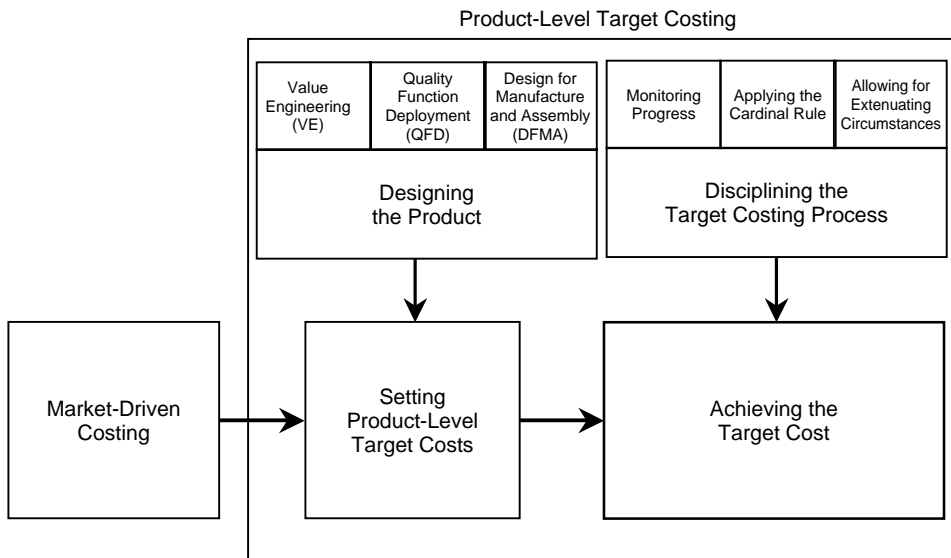 Product-Level Target Costing
Value
Engineering
(VE)
Quality
Function
Deployment
(QFD)
Design for
Manufacture
and Assembly
(DFMA)
Monitoring
Progress
Applying the
Cardinal Rule
Allowing for
Extenuating
Circumstances
Designing
the Product
Disciplining the
Target Costing Process
Market-Driven
Costing
Setting
Product-Level
Target Costs
Achieving the
Target Cost